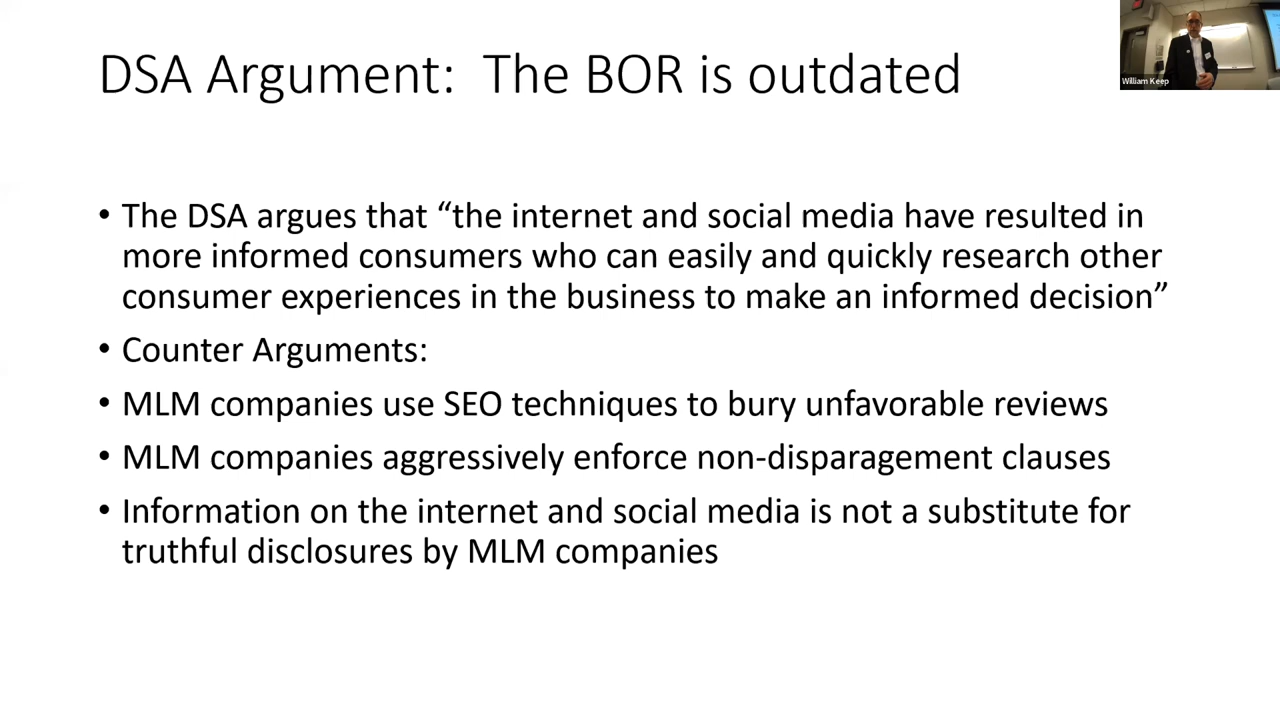 DSA Argument:  The BOR is outdated
William Keep
• The DSA argues that “the internet and social media have resulted in
more informed consumers who can easily and quickly research other
consumer experiences in the business to make an informed decision”
• Counter Arguments:
• MLM companies use SEO techniques to bury unfavorable reviews
• MLM companies aggressively enforce non-disparagement clauses
• Information on the internet and social media is not a substitute for
truthful disclosures by MLM companies